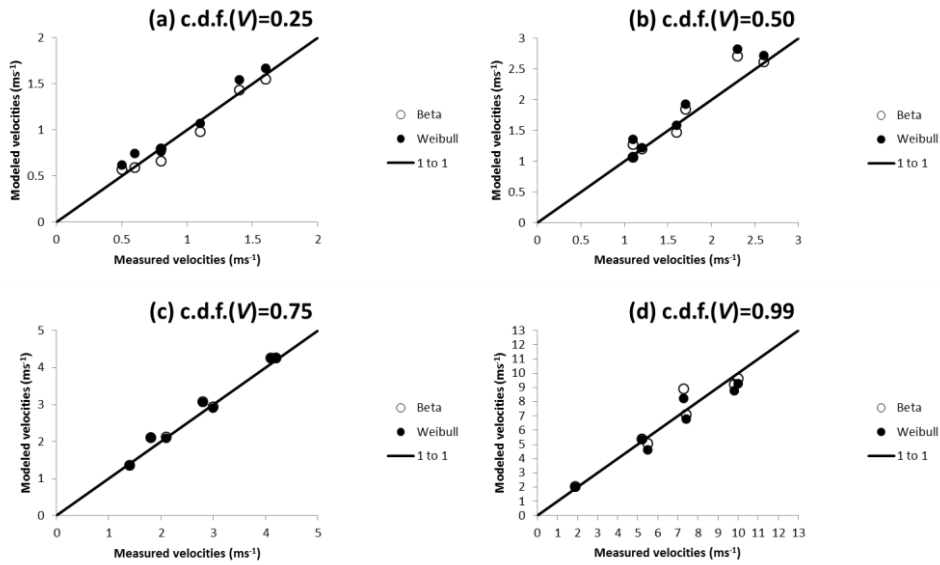 (a) c.d.f.(V)=0.25
2
1.5
1
0.5
0
0
0.5
1
1.5
2
Modeled velocities (ms⁻¹)
Measured velocities (ms⁻¹)
Beta
Weibull
1 to 1
(b) c.d.f.(V)=0.50
3
2.5
2
1.5
1
0.5
0
0
0.5
1
1.5
2
2.5
3
Modeled velocities (ms⁻¹)
Measured velocities (ms⁻¹)
Beta
Weibull
1 to 1
(c) c.d.f.(V)=0.75
5
4
3
2
1
0
0
1
2
3
4
5
Modeled velocities (ms⁻¹)
Measured velocities (ms⁻¹)
Beta
Weibull
1 to 1
(d) c.d.f.(V)=0.99
13
12
11
10
9
8
7
6
5
4
3
2
1
0
0
1
2
3
4
5
6
7
8
9
10
11
12
13
Modeled velocities (ms⁻¹)
Measured velocities (ms⁻¹)
Beta
Weibull
1 to 1